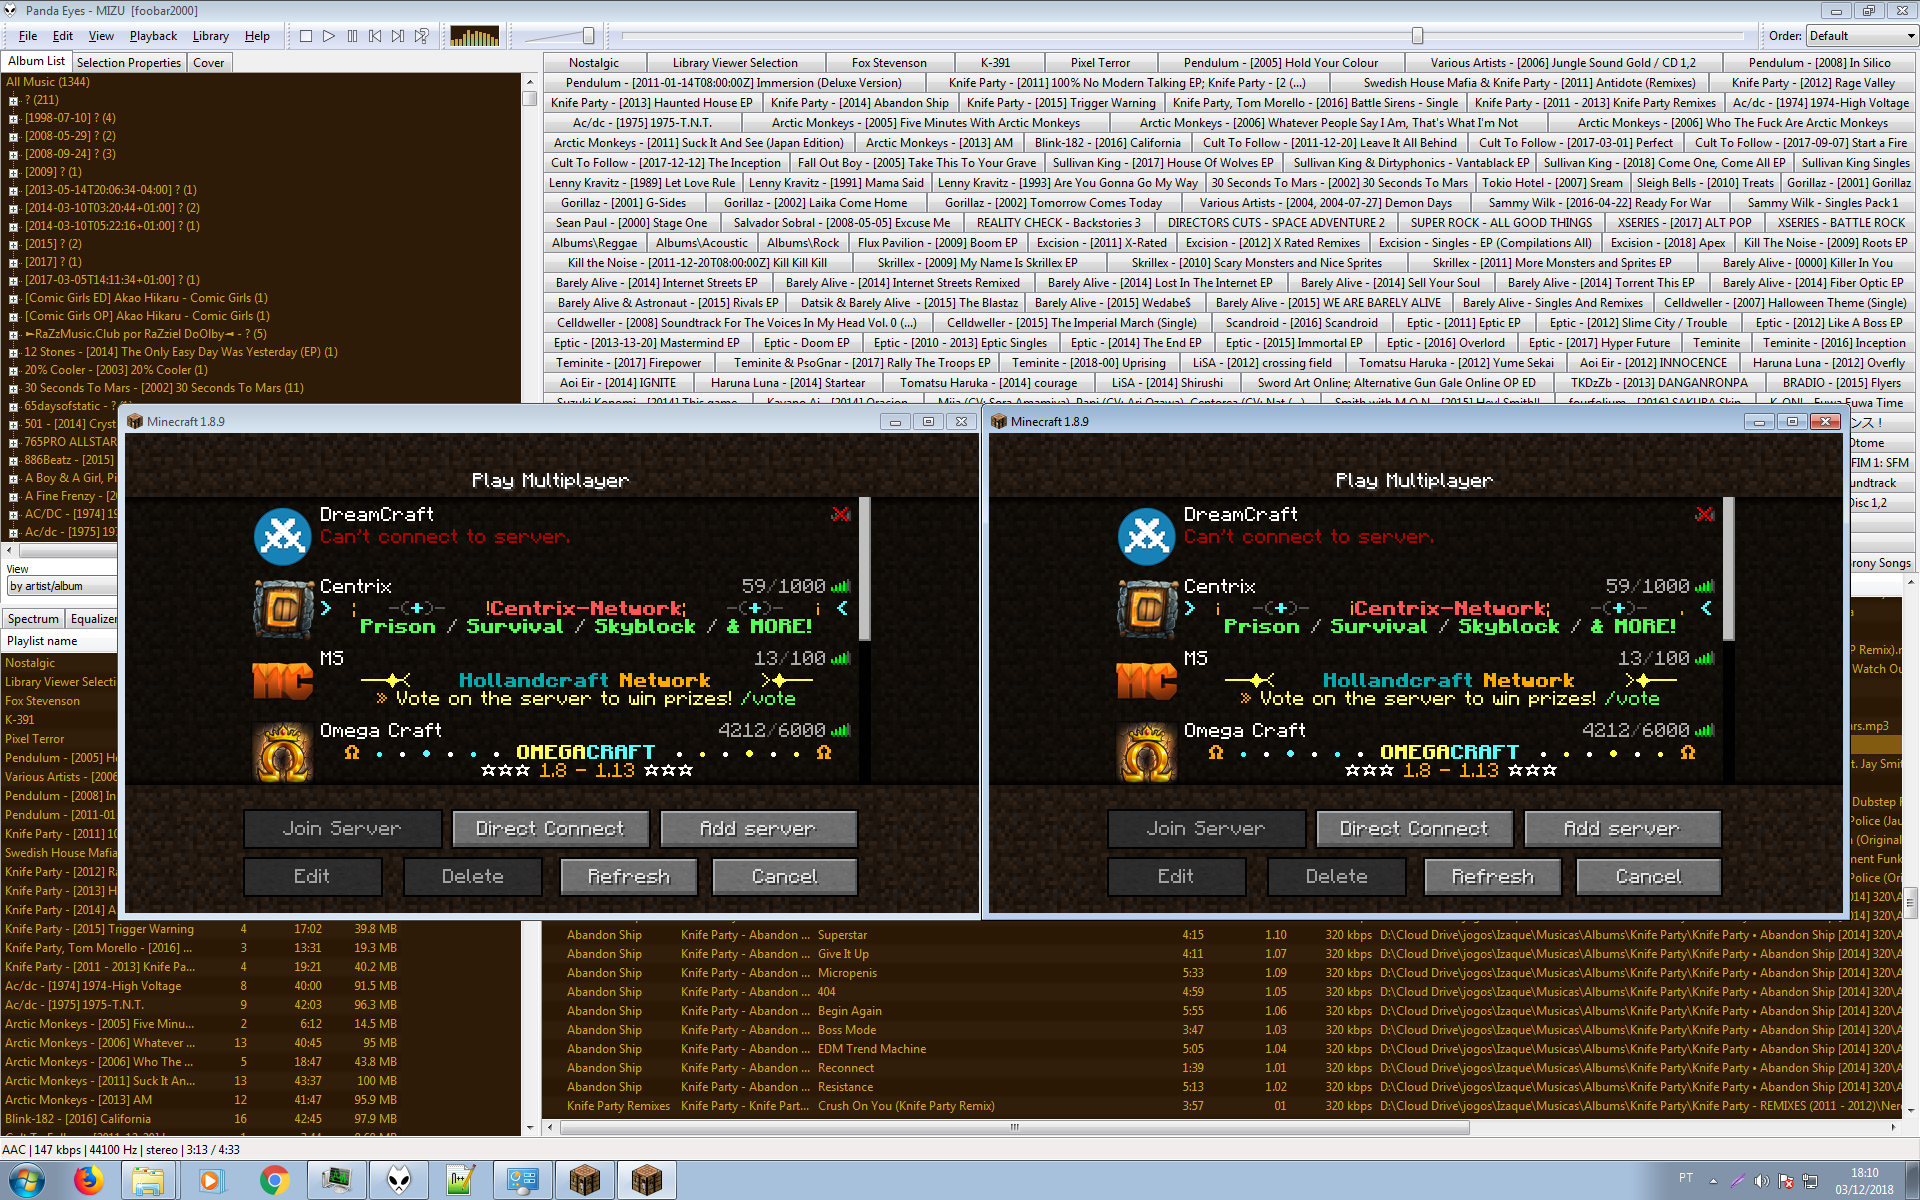 Panda Eyes - MIZU [foobar2000]
File Edit View Playback Library Help
Order: Default
Album List Selection Properties Cover
Nostalgic Library Viewer Selection Fox Stevenson K-391 Pixel Terror Pendulum - [2005] Hold Your Colour Various Artists - [2006] Jungle Sound Gold / CD 1,2 Pendulum - [2008] In Silico
Pendulum - [2011-01-14T08:00:00Z] Immersion (Deluxe Version) Knife Party - [2011] 100% No Modern Talking EP; Knife Party - [2 (...) Swedish House Mafia & Knife Party - [2011] Antidote (Remixes) Knife Party - [2012] Rage Valley
Knife Party - [2013] Haunted House EP Knife Party - [2014] Abandon Ship Knife Party - [2015] Trigger Warning Knife Party, Tom Morello - [2016] Battle Sirens - Single Knife Party - [2011 - 2013] Knife Party Remixes Ac/dc - [1974] 1974-High Voltage
Ac/dc - [1975] 1975-T.N.T. Arctic Monkeys - [2005] Five Minutes With Arctic Monkeys Arctic Monkeys - [2006] Whatever People Say I Am, That's What I'm Not Arctic Monkeys - [2006] Who The Fuck Are Arctic Monkeys
Arctic Monkeys - [2011] Suck It And See (Japan Edition) Arctic Monkeys - [2013] AM Blink-182 - [2016] California Cult To Follow - [2011-12-20] Leave It All Behind Cult To Follow - [2017-03-01] Perfect Cult To Follow - [2017-09-07] Start a Fire
Cult To Follow - [2017-12-12] The Inception Fall Out Boy - [2005] Take This To Your Grave Sullivan King - [2017] House Of Wolves EP Sullivan King & Dirtyphonics - Vantablack EP Sullivan King - [2018] Come One, Come All EP Sullivan King Singles
Lenny Kravitz - [1989] Let Love Rule Lenny Kravitz - [1991] Mama Said Lenny Kravitz - [1993] Are You Gonna Go My Way 30 Seconds To Mars - [2002] 30 Seconds To Mars Tokio Hotel - [2007] Sream Sleigh Bells - [2010] Treats Gorillaz - [2001] Gorillaz
Gorillaz - [2001] G-Sides Gorillaz - [2002] Laika Come Home Gorillaz - [2002] Tomorrow Comes Today Various Artists - [2004, 2004-07-27] Demon Days Sammy Wilk - [2016-04-22] Ready For War Sammy Wilk - Singles Pack 1
Sean Paul - [2000] Stage One Salvador Sobral - [2008-05-05] Excuse Me REALITY CHECK - Backstories 3 DIRECTORS CUTS - SPACE ADVENTURE 2 SUPER ROCK - ALL GOOD THINGS XSERIES - [2017] ALT POP XSERIES - BATTLE ROCK
Albums\Reggae Albums\Acoustic Albums\Rock Flux Pavilion - [2009] Boom EP Excision - [2011] X-Rated Excision - [2012] X Rated Remixes Excision - Singles - EP (Compilations All) Excision - [2018] Apex Kill The Noise - [2009] Roots EP
Kill the Noise - [2011-12-20T08:00:00Z] Kill Kill Kill Skrillex - [2009] My Name Is Skrillex EP Skrillex - [2010] Scary Monsters and Nice Sprites Skrillex - [2011] More Monsters and Sprites EP Barely Alive - [0000] Killer In You
Barely Alive - [2014] Internet Streets EP Barely Alive - [2014] Internet Streets Remixed Barely Alive - [2014] Lost In The Internet EP Barely Alive - [2014] Sell Your Soul Barely Alive - [2014] Torrent This EP Barely Alive - [2014] Fiber Optic EP
Barely Alive & Astronaut - [2015] Rivals EP Datsik & Barely Alive - [2015] The Blastaz Barely Alive - [2015] Wedabe$ Barely Alive - [2015] WE ARE BARELY ALIVE Barely Alive - Singles And Remixes Celldweller - [2007] Halloween Theme (Single)
Celldweller - [2008] Soundtrack For The Voices In My Head Vol. 0 (...) Celldweller - [2015] The Imperial March (Single) Scandroid - [2016] Scandroid Eptic - [2011] Eptic EP Eptic - [2012] Slime City / Trouble Eptic - [2012] Like A Boss EP
Eptic - [2013-13-20] Mastermind EP Eptic - Doom EP Eptic - [2010 - 2013] Eptic Singles Eptic - [2014] The End EP Eptic - [2015] Immortal EP Eptic - [2016] Overlord Eptic - [2017] Hyper Future Teminite Teminite - [2016] Inception
Teminite - [2017] Firepower Teminite & PsoGnar - [2017] Rally The Troops EP Teminite - [2018-00] Uprising LiSA - [2012] crossing field Tomatsu Haruka - [2012] Yume Sekai Aoi Eir - [2012] INNOCENCE Haruna Luna - [2012] Overfly
Aoi Eir - [2014] IGNITE Haruna Luna - [2014] Startear Tomatsu Haruka - [2014] courage LiSA - [2014] Shirushi Sword Art Online; Alternative Gun Gale Online OP ED TKDzZb - [2013] DANGANRONPA BRADIO - [2015] Flyers
ンス！
Otome
FIM 1: SFM
undtrack
Disc 1,2
rony Songs
All Music (1344)
? (211)
[1998-07-10] ? (4)
[2008-05-29] ? (2)
[2008-09-24] ? (3)
[2009] ? (1)
[2013-05-14T20:06:34-04:00] ? (1)
[2014-03-10T03:20:44+01:00] ? (2)
[2014-03-10T05:22:16+01:00] ? (1)
[2015] ? (2)
[2017] ? (1)
[2017-03-05T14:11:34+01:00] ? (1)
[Comic Girls ED] Akao Hikaru - Comic Girls (1)
[Comic Girls OP] Akao Hikaru - Comic Girls (1)
►RaZzMusic.Club por RaZziel DoOlby◄ - ? (5)
12 Stones - [2014] The Only Easy Day Was Yesterday (EP) (1)
20% Cooler - [2003] 20% Cooler (1)
30 Seconds To Mars - [2002] 30 Seconds To Mars (11)
65daysofstatic - ?
501 - [2014] Cryst
765PRO ALLSTAR
886Beatz - [2015]
A Boy & A Girl, Pi
A Fine Frenzy - [2
AC/DC - [1974] 19
Ac/dc - [1975] 197
View
by artist/album
Spectrum Equalizer
Playlist name
Nostalgic
Library Viewer Selecti
Fox Stevenson
K-391
Pixel Terror
Pendulum - [2005] H
Various Artists - [2006
Pendulum - [2008] In
Pendulum - [2011-01
Knife Party - [2011] 10
Swedish House Mafia
Knife Party - [2012] Ra
Knife Party - [2013] H
Knife Party - [2014] A
Knife Party - [2015] Trigger Warning 4 17:02 39.8 MB
Knife Party, Tom Morello - [2016] ... 3 13:31 19.3 MB
Knife Party - [2011 - 2013] Knife Pa... 4 19:21 40.2 MB
Ac/dc - [1974] 1974-High Voltage 8 40:00 91.5 MB
Ac/dc - [1975] 1975-T.N.T. 9 42:03 96.3 MB
Arctic Monkeys - [2005] Five Minu... 2 6:12 14.5 MB
Arctic Monkeys - [2006] Whatever ... 13 40:45 95 MB
Arctic Monkeys - [2006] Who The ... 5 18:47 43.8 MB
Arctic Monkeys - [2011] Suck It An... 13 43:37 100 MB
Arctic Monkeys - [2013] AM 12 41:47 95.9 MB
Blink-182 - [2016] California 16 42:45 97.9 MB
Minecraft 1.8.9
Play Multiplayer
DreamCraft
Can't connect to server.
Centrix 59/1000
> ¦ -(+)- !Centrix-Network¦ -(+)- ¡ <
Prison / Survival / Skyblock / & MORE!
MS 13/100
Hollandcraft Network
» Vote on the server to win prizes! /vote
Omega Craft 4212/6000
Ω • • • • • • OMEGACRAFT • • • • • • Ω
☆☆☆ 1.8 - 1.13 ☆☆☆
Join Server Direct Connect Add server
Edit Delete Refresh Cancel
Minecraft 1.8.9
Play Multiplayer
DreamCraft
Can't connect to server.
Centrix 59/1000
> ¡ -(+)- ¡Centrix-Network¦ -(+)- . <
Prison / Survival / Skyblock / & MORE!
MS 13/100
Hollandcraft Network
» Vote on the server to win prizes! /vote
Omega Craft 4212/6000
Ω • • • • • • OMEGACRAFT • • • • • • Ω
☆☆☆ 1.8 - 1.13 ☆☆☆
Join Server Direct Connect Add server
Edit Delete Refresh Cancel
P Remix).r
Watch Ou
rs.mp3
t. Jay Smit
Dubstep F
Police (Jau
(Original
nent Funk
Police (Ori
014] 320\A
014] 320\A
Abandon Ship Knife Party - Abandon ... Superstar 4:15 1.10 320 kbps D:\Cloud Drive\jogos\Izaque\Musicas\Albums\Knife Party\Knife Party • Abandon Ship [2014] 320\A
Abandon Ship Knife Party - Abandon ... Give It Up 4:11 1.07 320 kbps D:\Cloud Drive\jogos\Izaque\Musicas\Albums\Knife Party\Knife Party • Abandon Ship [2014] 320\A
Abandon Ship Knife Party - Abandon ... Micropenis 5:33 1.09 320 kbps D:\Cloud Drive\jogos\Izaque\Musicas\Albums\Knife Party\Knife Party • Abandon Ship [2014] 320\A
Abandon Ship Knife Party - Abandon ... 404 4:59 1.05 320 kbps D:\Cloud Drive\jogos\Izaque\Musicas\Albums\Knife Party\Knife Party • Abandon Ship [2014] 320\A
Abandon Ship Knife Party - Abandon ... Begin Again 5:55 1.06 320 kbps D:\Cloud Drive\jogos\Izaque\Musicas\Albums\Knife Party\Knife Party • Abandon Ship [2014] 320\A
Abandon Ship Knife Party - Abandon ... Boss Mode 3:47 1.03 320 kbps D:\Cloud Drive\jogos\Izaque\Musicas\Albums\Knife Party\Knife Party • Abandon Ship [2014] 320\A
Abandon Ship Knife Party - Abandon ... EDM Trend Machine 5:05 1.04 320 kbps D:\Cloud Drive\jogos\Izaque\Musicas\Albums\Knife Party\Knife Party • Abandon Ship [2014] 320\A
Abandon Ship Knife Party - Abandon ... Reconnect 1:39 1.01 320 kbps D:\Cloud Drive\jogos\Izaque\Musicas\Albums\Knife Party\Knife Party • Abandon Ship [2014] 320\A
Abandon Ship Knife Party - Abandon ... Resistance 5:13 1.02 320 kbps D:\Cloud Drive\jogos\Izaque\Musicas\Albums\Knife Party\Knife Party • Abandon Ship [2014] 320\A
Knife Party Remixes Knife Party - Knife Part... Crush On You (Knife Party Remix) 3:57 01 320 kbps D:\Cloud Drive\jogos\Izaque\Musicas\Albums\Knife Party\Knife Party - REMIXES (2011 - 2012)\Ner
AAC | 147 kbps | 44100 Hz | stereo | 3:13 / 4:33
PT 18:10
03/12/2018